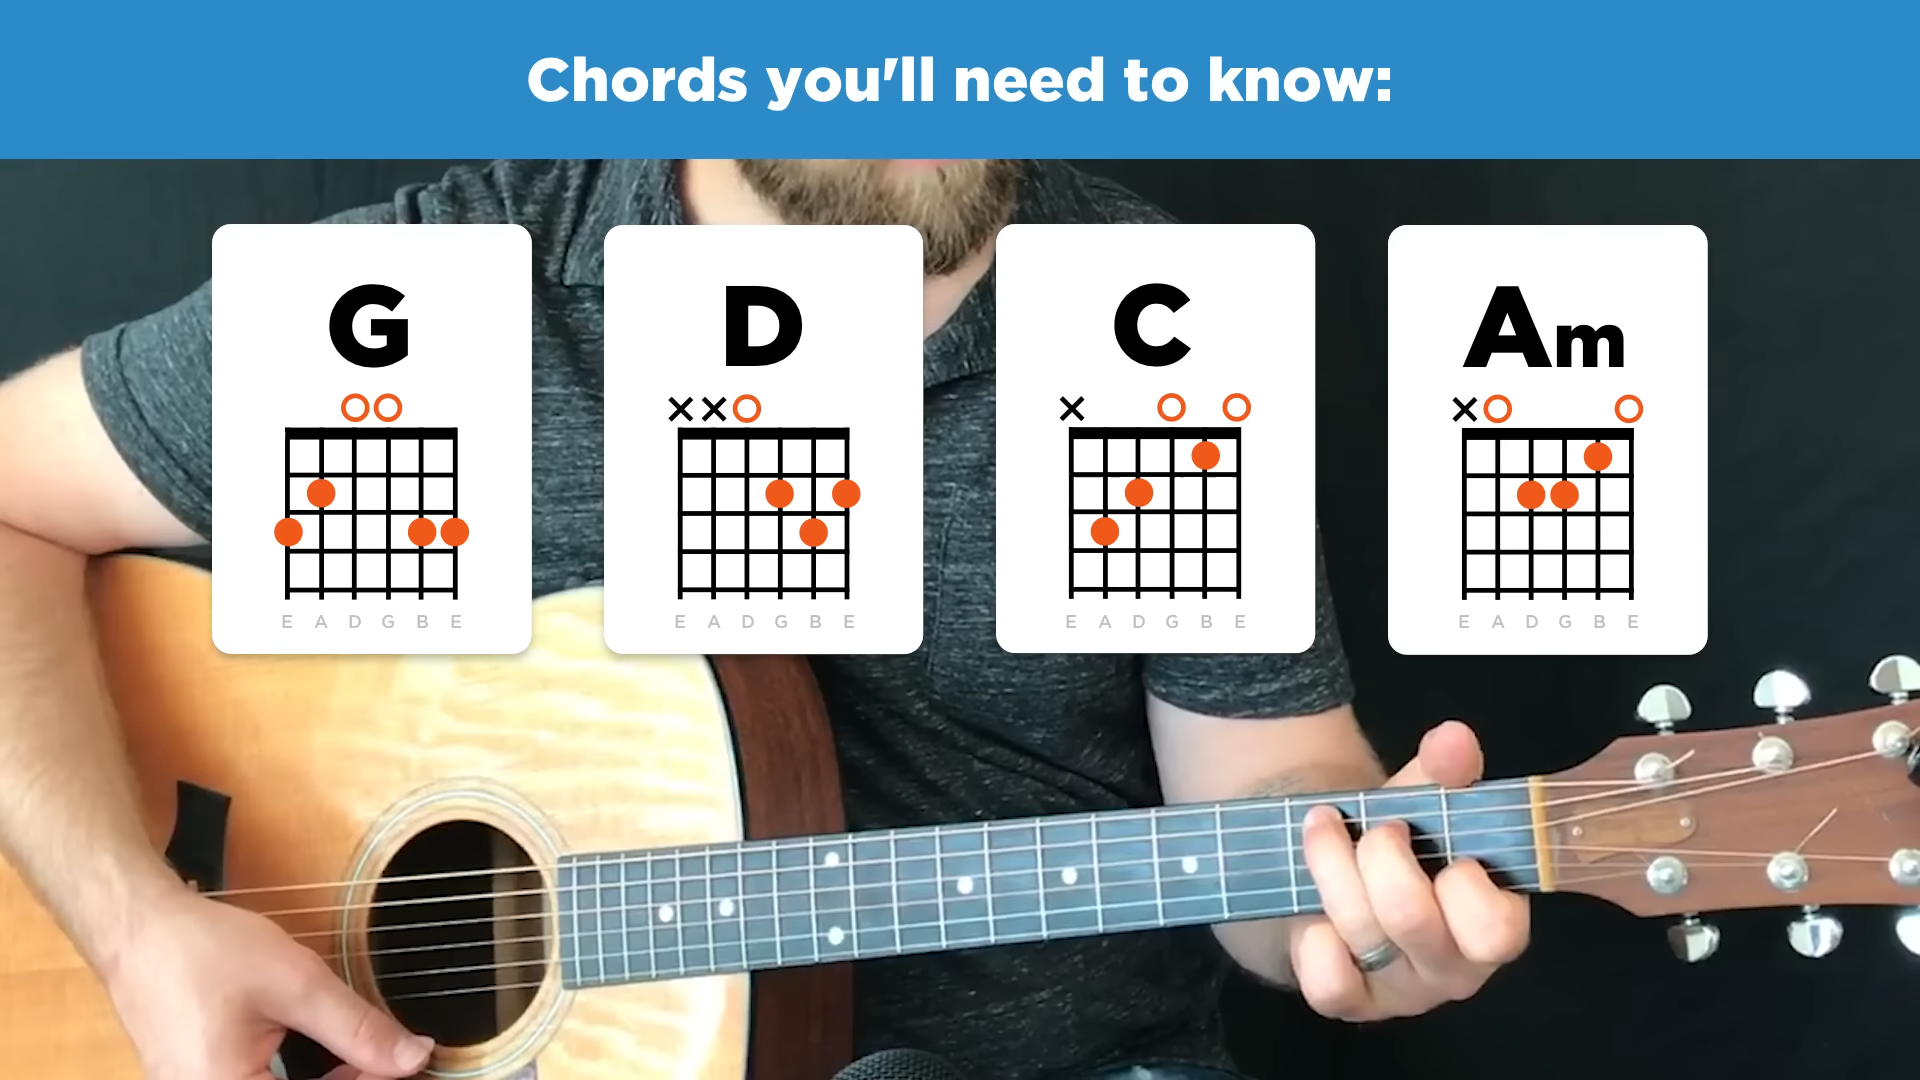 Chords you'll need to know:
G
D
C
Am
E A D G B E
E A D G B E
E A D G B E
E A D G B E